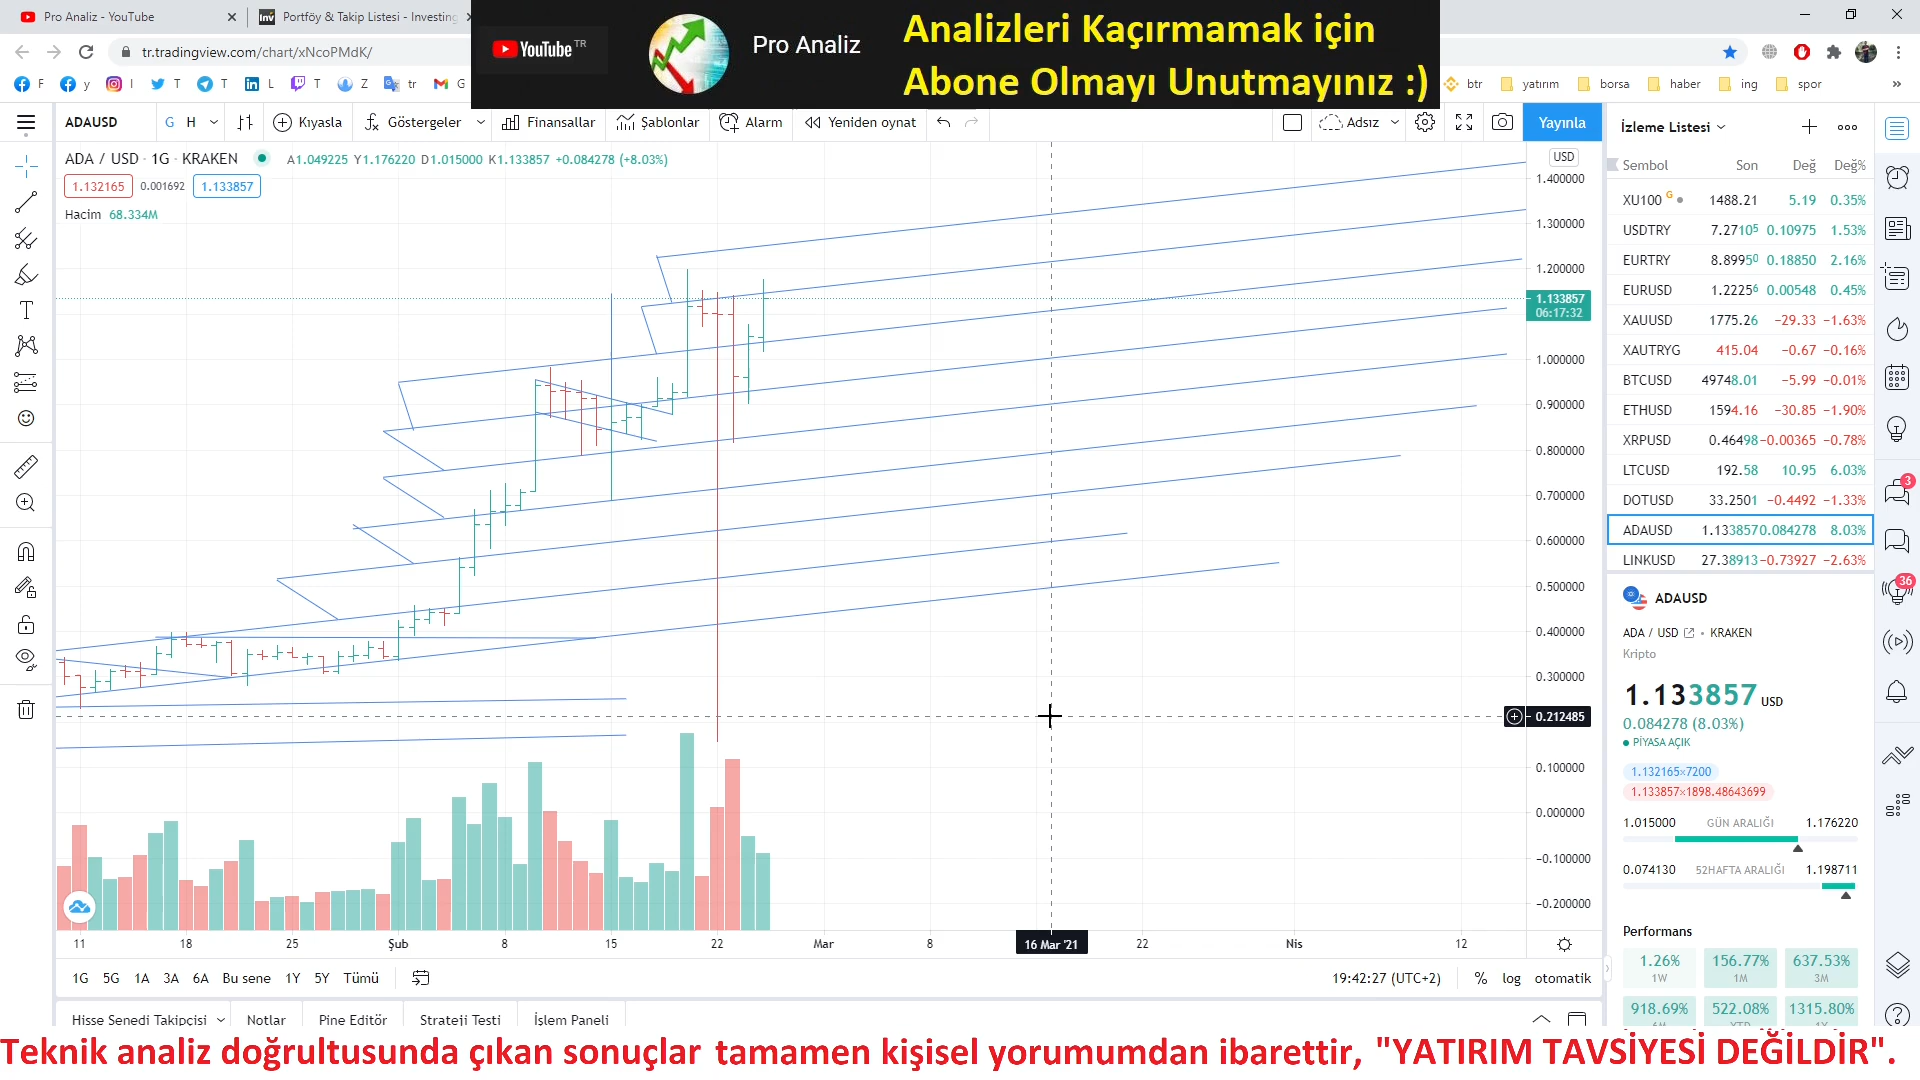 Pro Analiz - YouTube
Portföy & Takip Listesi - Investing
tr.tradingview.com/chart/xNcoPMdK/
YouTube TR
Pro Analiz
Analizleri Kaçırmamak için
Abone Olmayı Unutmayınız :)
F y I T T L T Z tr G
btr yatırım borsa haber ing spor »
ADAUSD G H Kıyasla Göstergeler Finansallar Şablonlar Alarm Yeniden oynat Adsız Yayınla
ADA / USD · 1G · KRAKEN A1.049225 Y1.176220 D1.015000 K1.133857 +0.084278 (+8.03%)
1.132165 0.001692 1.133857
Hacim 68.334M
USD
1.400000
1.300000
1.200000
1.133857
06:17:32
1.000000
0.900000
0.800000
0.700000
0.600000
0.500000
0.400000
0.300000
0.212485
0.100000
0.000000
−0.100000
−0.200000
11 18 25 Şub 8 15 22 Mar 8 16 Mar '21 22 Nis 12
1G 5G 1A 3A 6A Bu sene 1Y 5Y Tümü
19:42:27 (UTC+2) % log otomatik
Hisse Senedi Takipçisi Notlar Pine Editör Strateji Testi İşlem Paneli
İzleme Listesi
Sembol Son Değ Değ%
XU100 G 1488.21 5.19 0.35%
USDTRY 7.27105 0.10975 1.53%
EURTRY 8.89950 0.18850 2.16%
EURUSD 1.22256 0.00548 0.45%
XAUUSD 1775.26 −29.33 −1.63%
XAUTRYG 415.04 −0.67 −0.16%
BTCUSD 49748.01 −5.99 −0.01%
ETHUSD 1594.16 −30.85 −1.90%
XRPUSD 0.46498 −0.00365 −0.78%
LTCUSD 192.58 10.95 6.03%
DOTUSD 33.2501 −0.4492 −1.33%
ADAUSD 1.133857 0.084278 8.03%
LINKUSD 27.38913 −0.73927 −2.63%
ADAUSD
ADA / USD • KRAKEN
Kripto
1.133857 USD
0.084278 (8.03%)
PİYASA AÇIK
1.132165×7200
1.133857×1898.48643699
1.015000 GÜN ARALIĞI 1.176220
0.074130 52HAFTA ARALIĞI 1.198711
Performans
1.26% 156.77% 637.53%
1W 1M 3M
918.69% 522.08% 1315.80%
3
36
Teknik analiz doğrultusunda çıkan sonuçlar tamamen kişisel yorumumdan ibarettir, "YATIRIM TAVSİYESİ DEĞİLDİR".